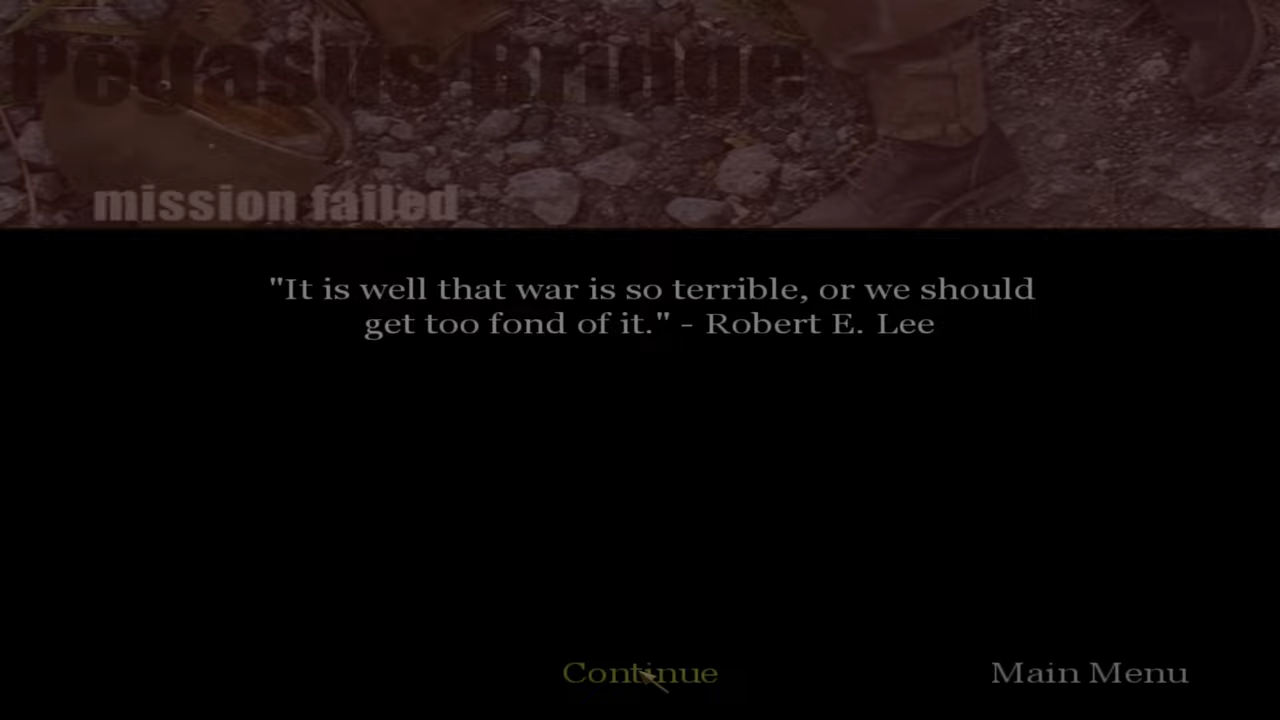 Pegasus Bridge
mission failed
"It is well that war is so terrible, or we should
get too fond of it." - Robert E. Lee
Continue
Main Menu